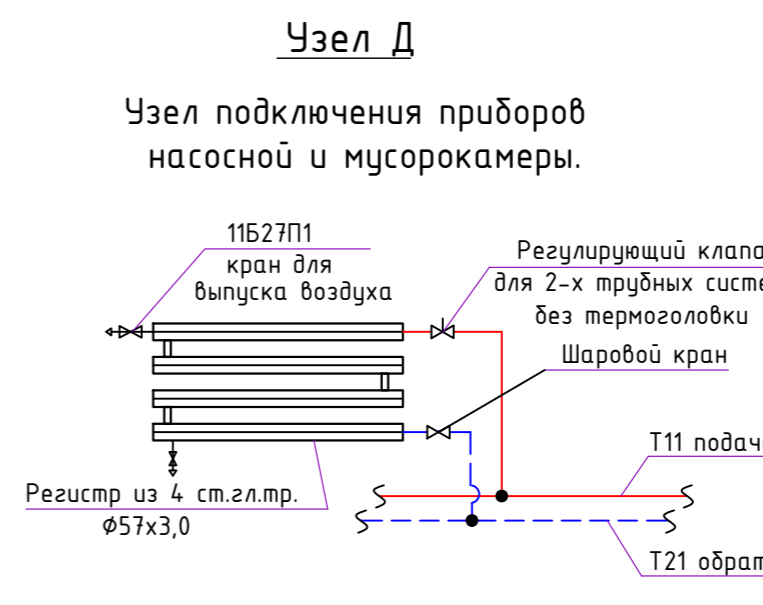 Узел Д
Узел подключения приборов
насосной и мусорокамеры.
11Б27П1
кран для
выпуска воздуха
Регулирующий клапа
для 2-х трубных систе
без термоголовки
Шаровой кран
Т11 подач
Регистр из 4 ст.гл.тр.
Ф57х3,0
Т21 обрат